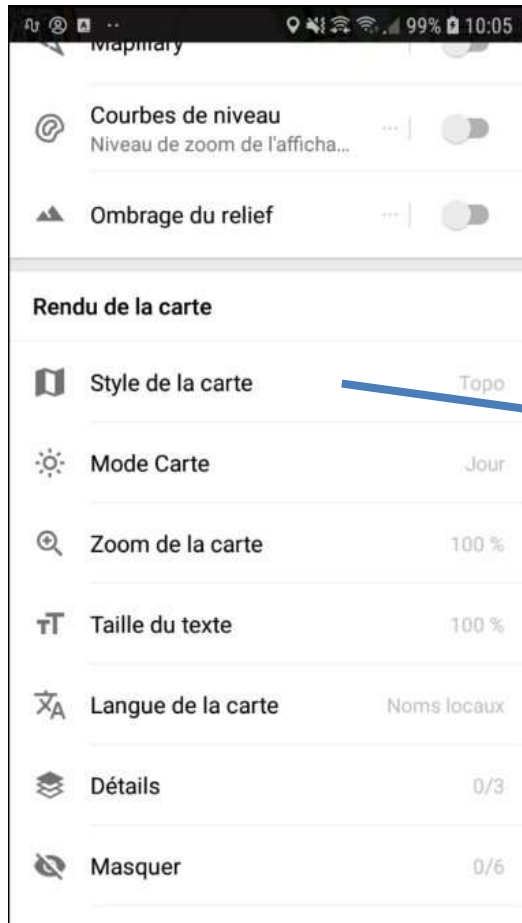 99% 10:05
Mapillary
Courbes de niveau
Niveau de zoom de l'afficha...
Ombrage du relief
Rendu de la carte
Style de la carte Topo
Mode Carte Jour
Zoom de la carte 100 %
Taille du texte 100 %
Langue de la carte Noms locaux
Détails 0/3
Masquer 0/6